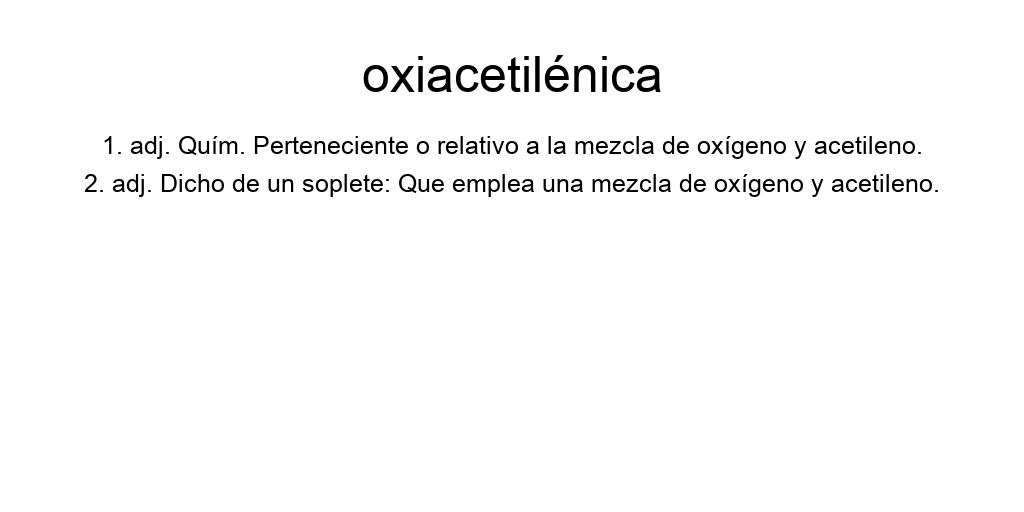 oxiacetilénica
1. adj. Quím. Perteneciente o relativo a la mezcla de oxígeno y acetileno.
2. adj. Dicho de un soplete: Que emplea una mezcla de oxígeno y acetileno.